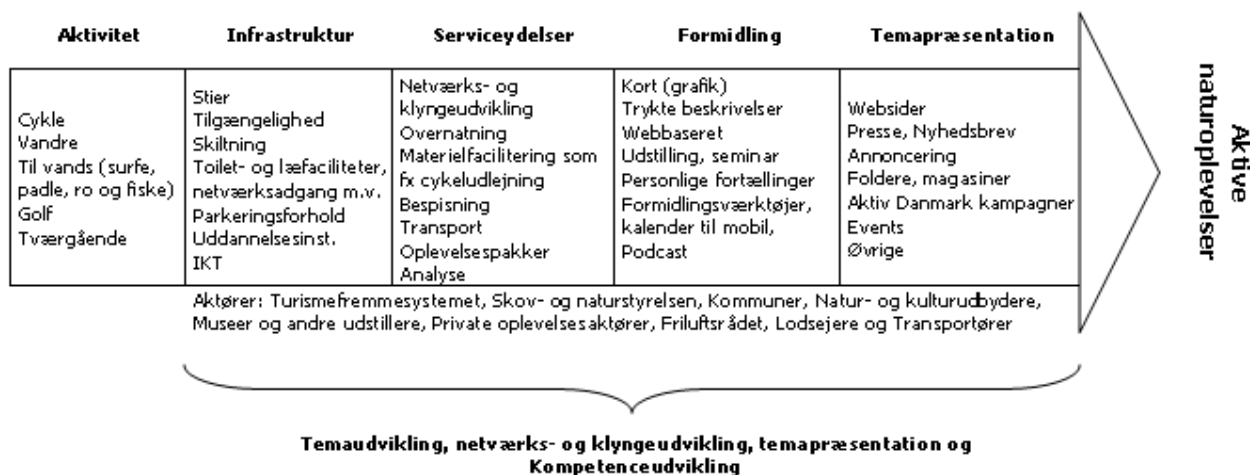 Aktivitet
Infrastruktur
Serviceydelser
Formidling
Temapræsentation
Cykle
Vandre
Til vands (surfe,
padle, ro og fiske)
Golf
Tværgående
Stier
Tilgængelighed
Skiltning
Toilet- og læfaciliteter,
netværksadgang m.v.
Parkeringsforhold
Uddannelsesinst.
IKT
Netværks- og
klyngeudvikling
Overnatning
Materielfacilitering som
fx cykeludlejning
Bespisning
Transport
Oplevelsespakker
Analyse
Kort (grafik)
Trykte beskrivelser
Webbaseret
Udstilling, seminar
Personlige fortællinger
Formidlingsværktøjer,
kalender til mobil,
Podcast
Websider
Presse, Nyhedsbrev
Annoncering
Foldere, magasiner
Aktiv Danmark kampagner
Events
Øvrige
Aktive
naturoplevelser
Aktører: Turismefremmesystemet, Skov- og naturstyrelsen, Kommuner, Natur- og kulturudbydere,
Museer og andre udstillere, Private oplevelsesaktører, Friluftsrådet, Lodsejere og Transportører
Temaudvikling, netværks- og klyngeudvikling, temapræsentation og
Kompetenceudvikling